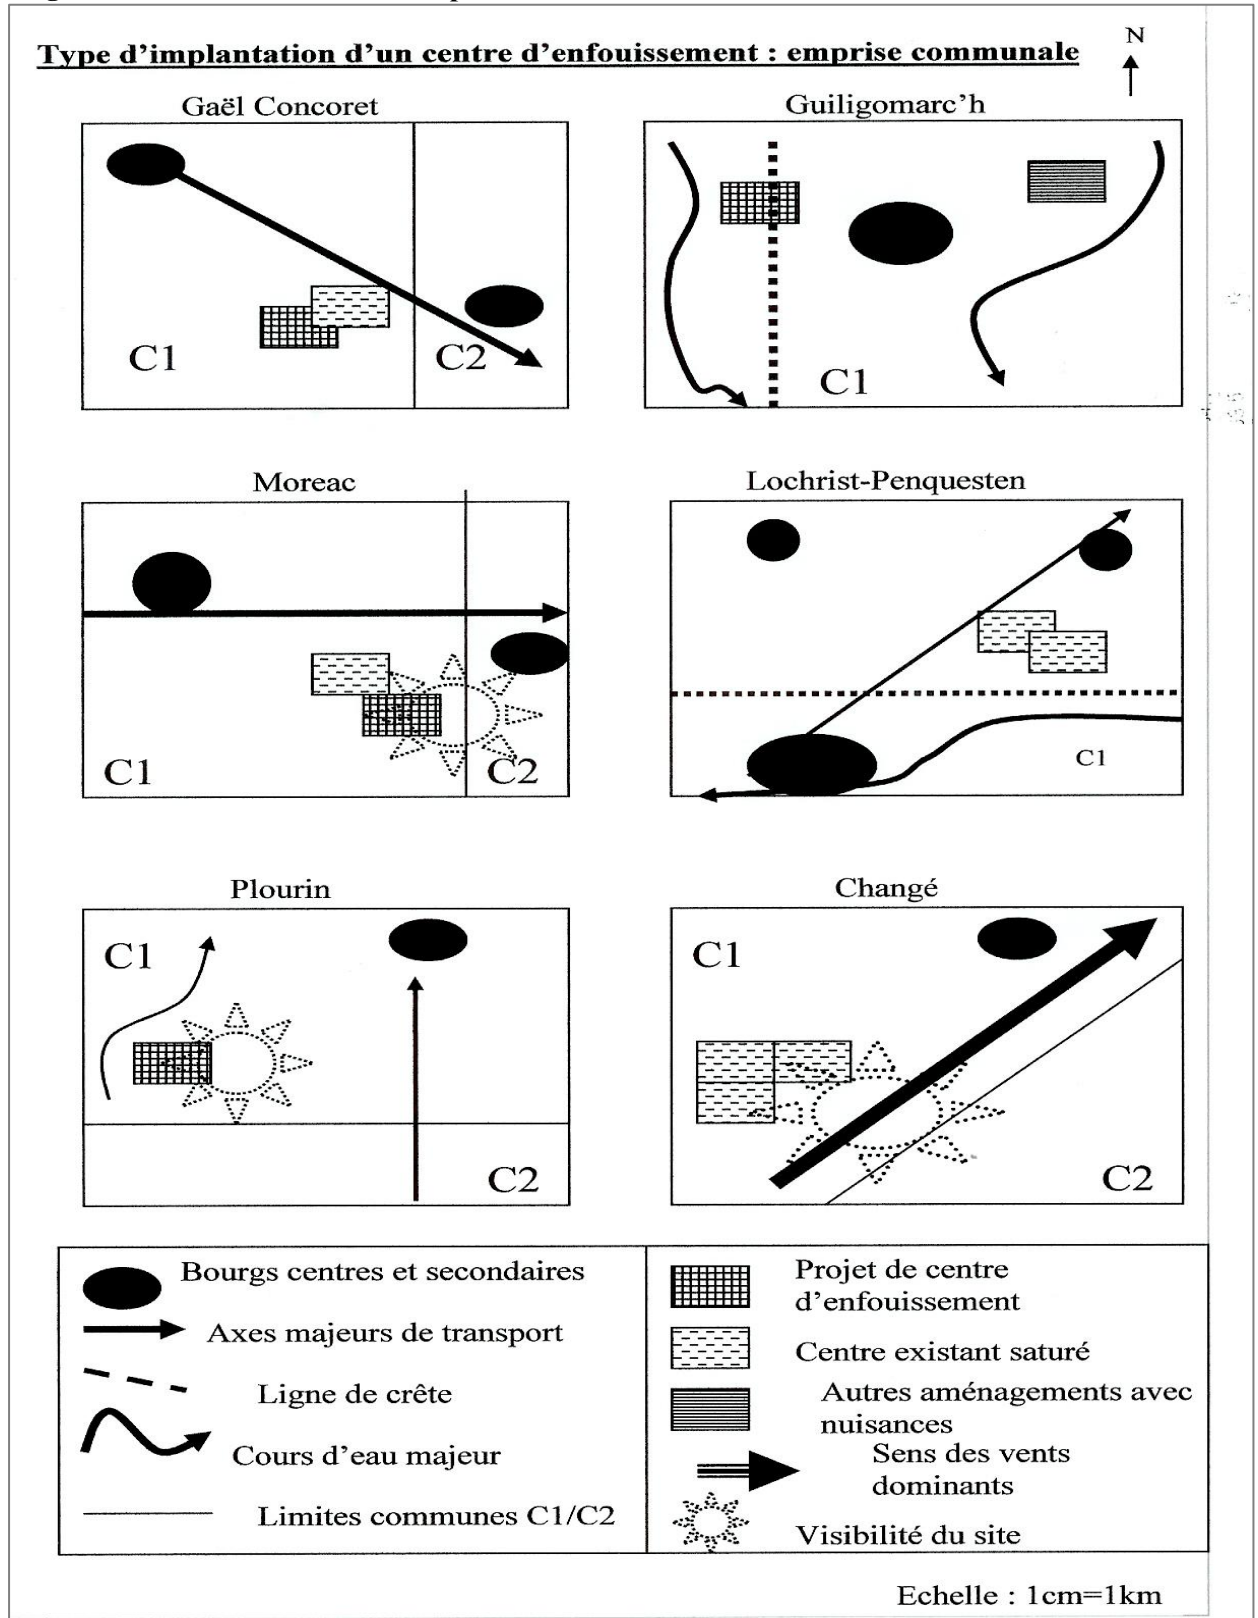 N
Type d'implantation d'un centre d'enfouissement : emprise communale
Gaël Concoret
Guiligomarc'h
C1
C2
C1
Moreac
Lochrist-Penquesten
C1
C2
C1
Plourin
Changé
C1
C2
C1
C2
Bourgs centres et secondaires
Axes majeurs de transport
Ligne de crête
Cours d'eau majeur
Limites communes C1/C2
Projet de centre
d'enfouissement
Centre existant saturé
Autres aménagements avec
nuisances
Sens des vents
dominants
Visibilité du site
Echelle : 1cm=1km